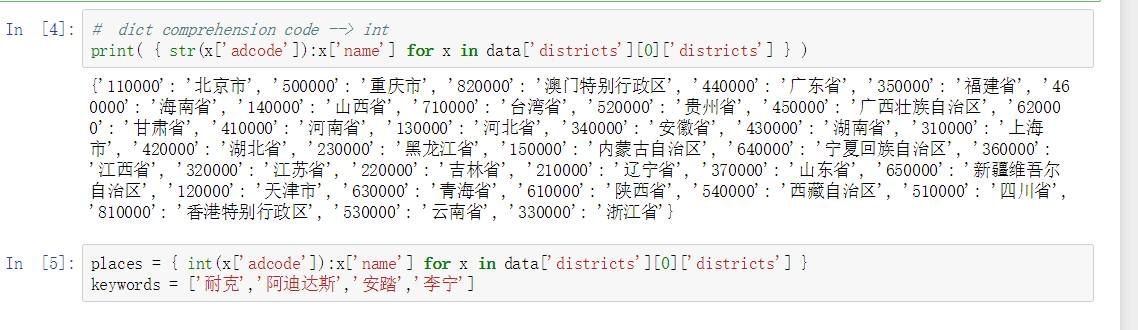 In [4]: # dict comprehension code --> int
print( { str(x['adcode']):x['name'] for x in data['districts'][0]['districts'] } )
{'110000': '北京市', '500000': '重庆市', '820000': '澳门特别行政区', '440000': '广东省', '350000': '福建省', '46
0000': '海南省', '140000': '山西省', '710000': '台湾省', '520000': '贵州省', '450000': '广西壮族自治区', '62000
0': '甘肃省', '410000': '河南省', '130000': '河北省', '340000': '安徽省', '430000': '湖南省', '310000': '上海
市', '420000': '湖北省', '230000': '黑龙江省', '150000': '内蒙古自治区', '640000': '宁夏回族自治区', '360000':
'江西省', '320000': '江苏省', '220000': '吉林省', '210000': '辽宁省', '370000': '山东省', '650000': '新疆维吾尔
自治区', '120000': '天津市', '630000': '青海省', '610000': '陕西省', '540000': '西藏自治区', '510000': '四川省',
'810000': '香港特别行政区', '530000': '云南省', '330000': '浙江省'}
In [5]: places = { int(x['adcode']):x['name'] for x in data['districts'][0]['districts'] }
keywords = ['耐克','阿迪达斯','安踏','李宁']